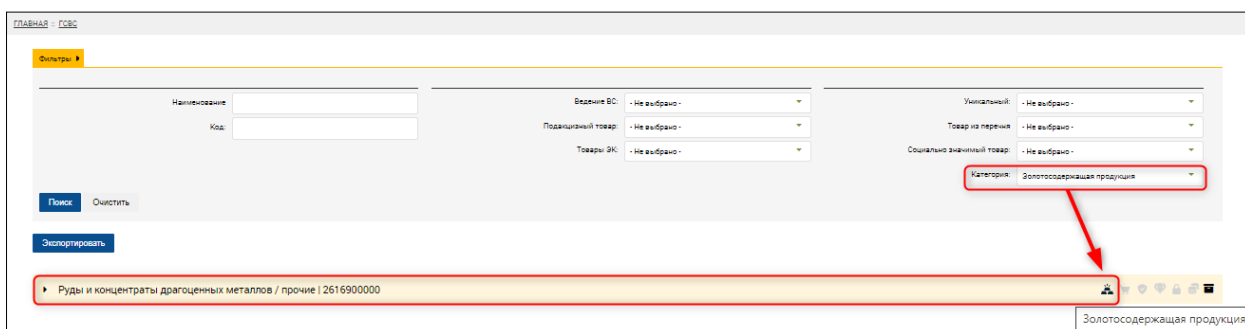 ГЛАВНАЯ :: ГСВС
Фильтры
Наименование
Код:
Ведение ВС: - Не выбрано -
Подакцизный товар: - Не выбрано -
Товары ЭК: - Не выбрано -
Уникальный: - Не выбрано -
Товар из перечня - Не выбрано -
Социально значимый товар: - Не выбрано -
Категория: Золотосодержащая продукция
Поиск Очистить
Экспортировать
Руды и концентраты драгоценных металлов / прочие | 2616900000
Золотосодержащая продукция